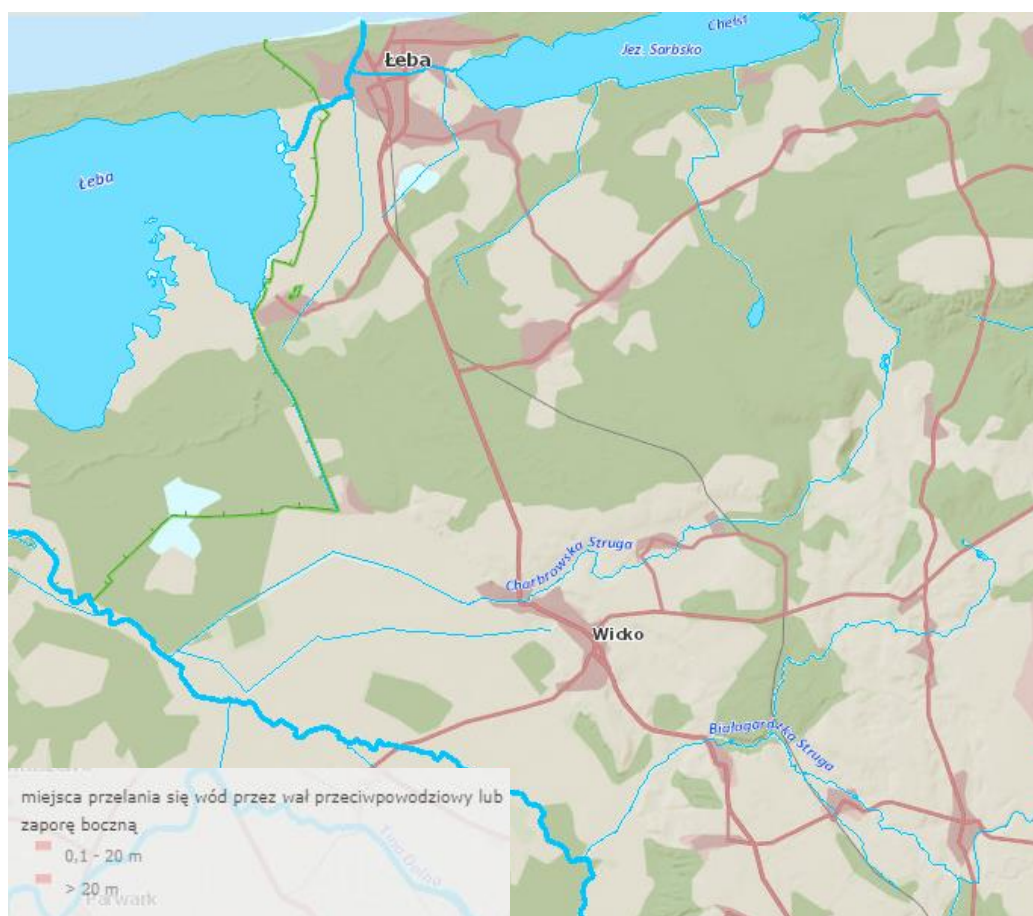 Chełst
Jez. Sarbsko
Łeba
Łeba
Charbrowska Struga
Wicko
Białogardzka Struga
miejsca przelania się wód przez wał przeciwpowodziowy lub
zaporę boczną
0,1 - 20 m
> 20 m